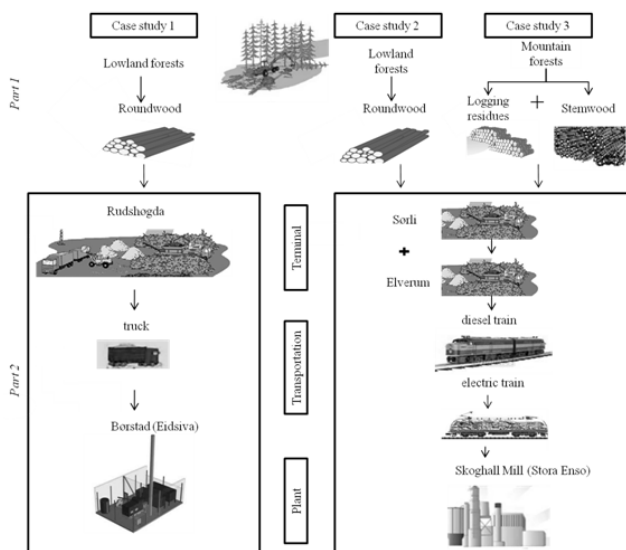 Case study 1
Case study 2
Case study 3
Part 1
Lowland forests
Lowland
forests
Mountain
forests
Roundwood
Roundwood
Logging
residues
+
Stemwood
Part 2
Rudshogda
Terminal
Sørli
+
Elverum
truck
Transportation
diesel train
electric train
Børstad (Eidsiva)
Plant
Skoghall Mill (Stora Enso)